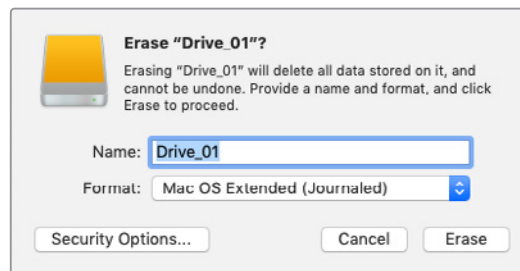 Erase “Drive_01”?
Erasing “Drive_01” will delete all data stored on it, and
cannot be undone. Provide a name and format, and click
Erase to proceed.
Name: Drive_01
Format: Mac OS Extended (Journaled)
Security Options... Cancel Erase